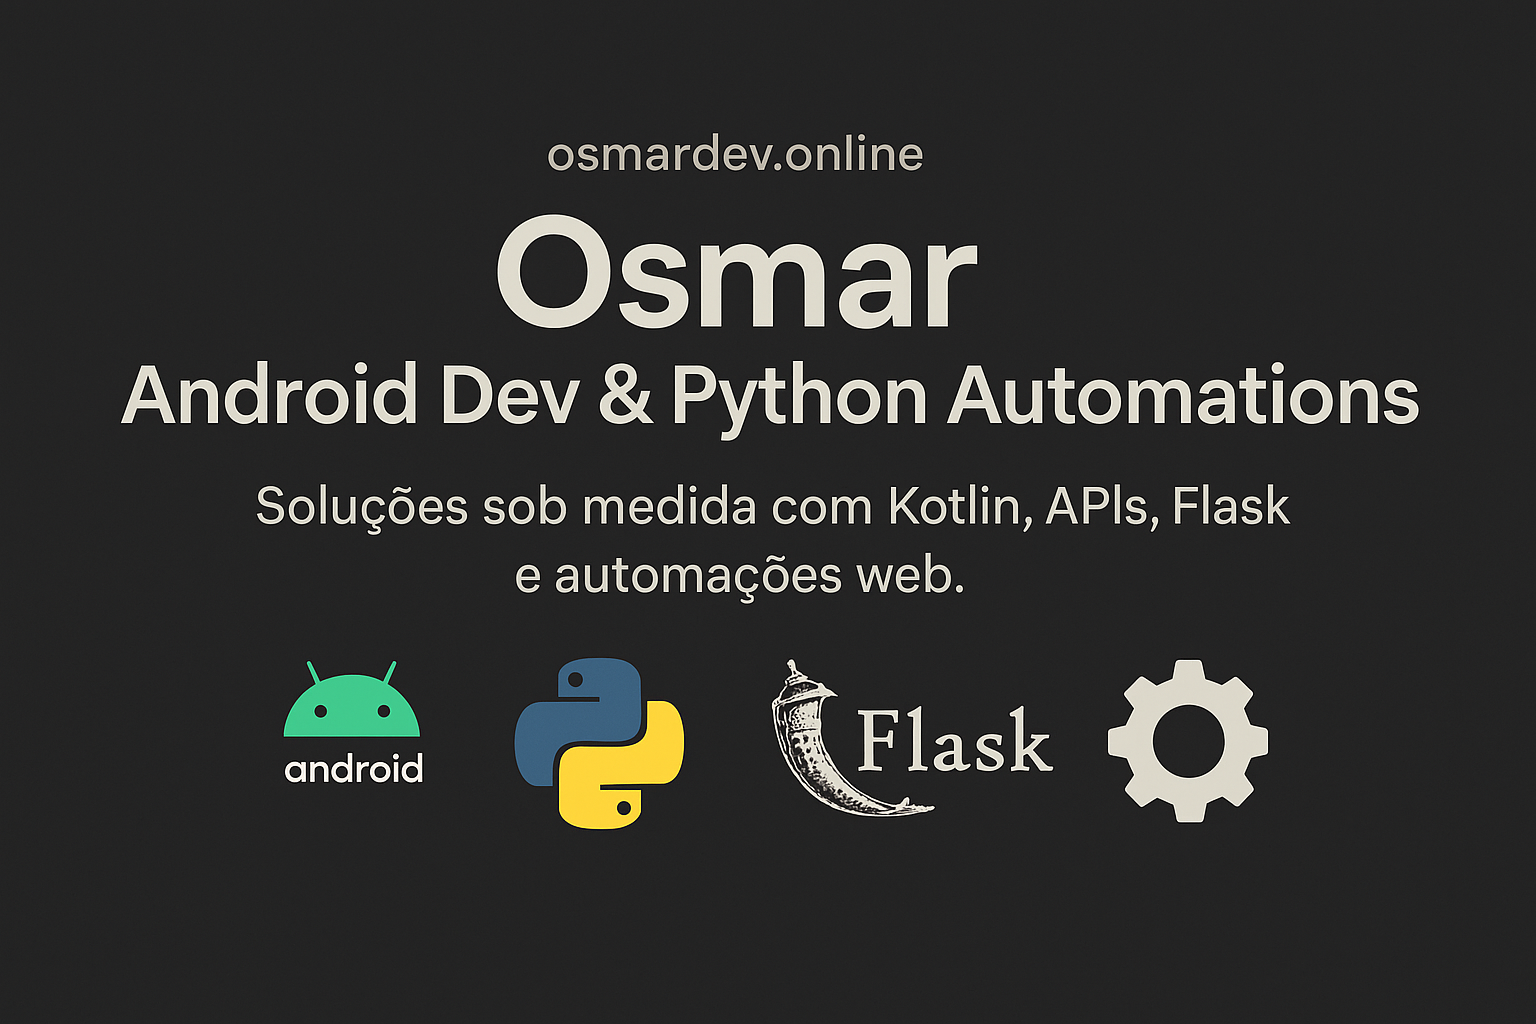 osmardev.online
Osmar
Android Dev & Python Automations
Soluções sob medida com Kotlin, APIs, Flask
e automações web.
android
Flask